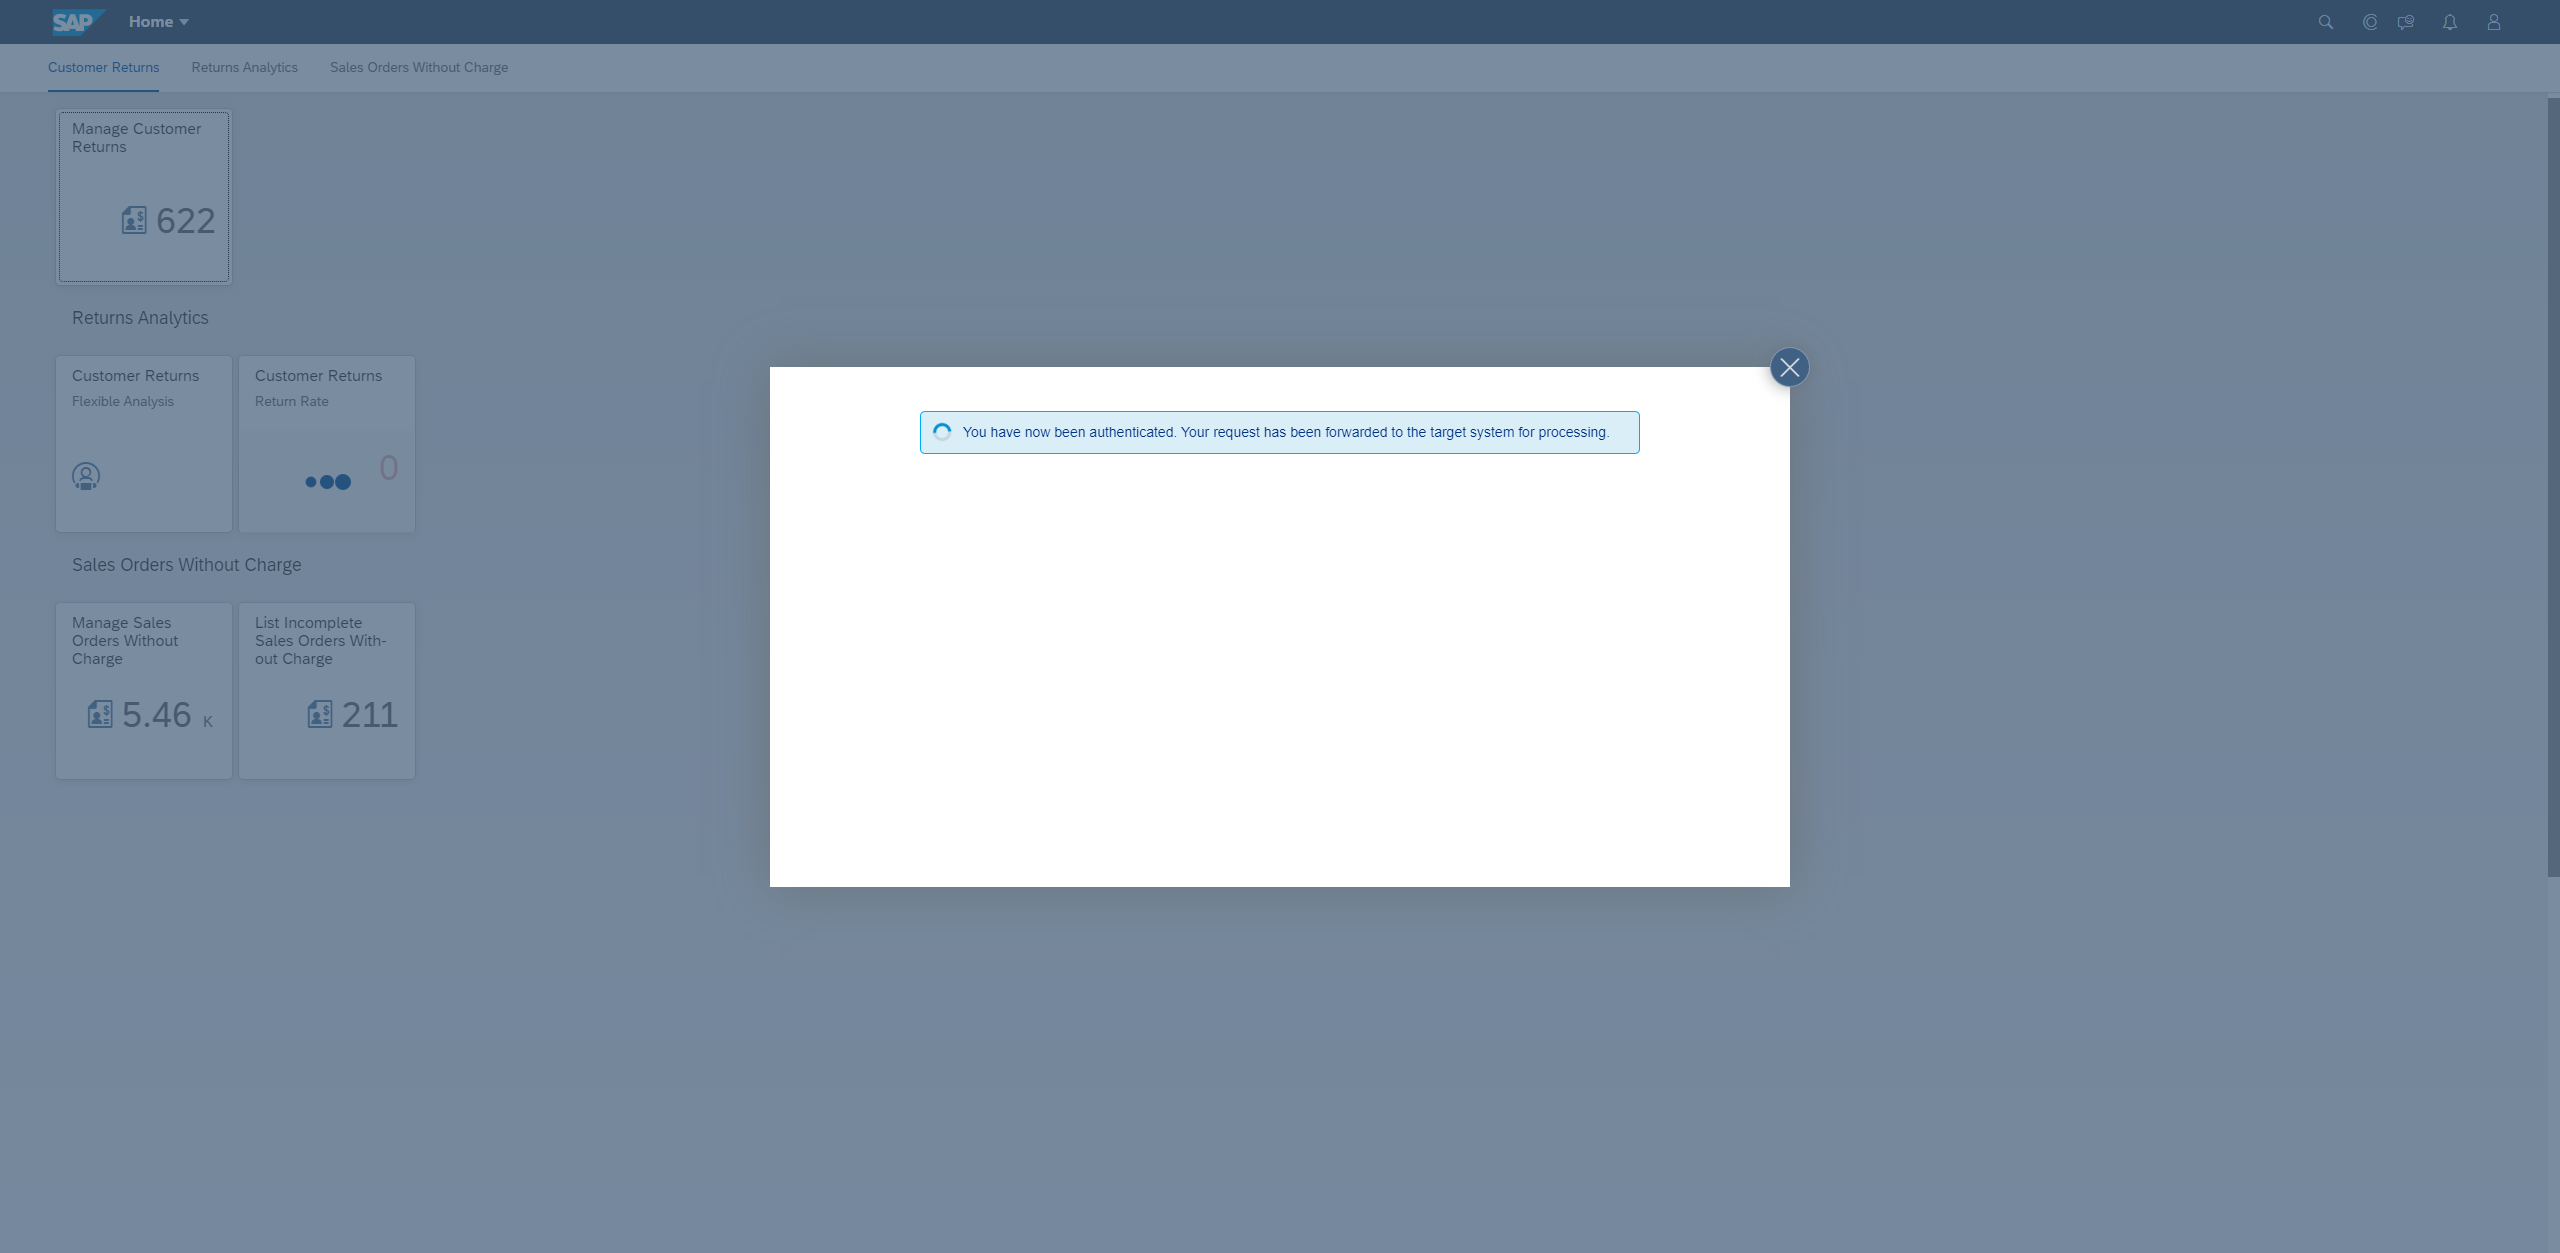 SAP Home
Customer Returns Returns Analytics Sales Orders Without Charge
Manage Customer
Returns
622
Returns Analytics
Customer Returns
Flexible Analysis
Customer Returns
Return Rate
0
Sales Orders Without Charge
Manage Sales
Orders Without
Charge
5.46 K
List Incomplete
Sales Orders With-
out Charge
211
You have now been authenticated. Your request has been forwarded to the target system for processing.